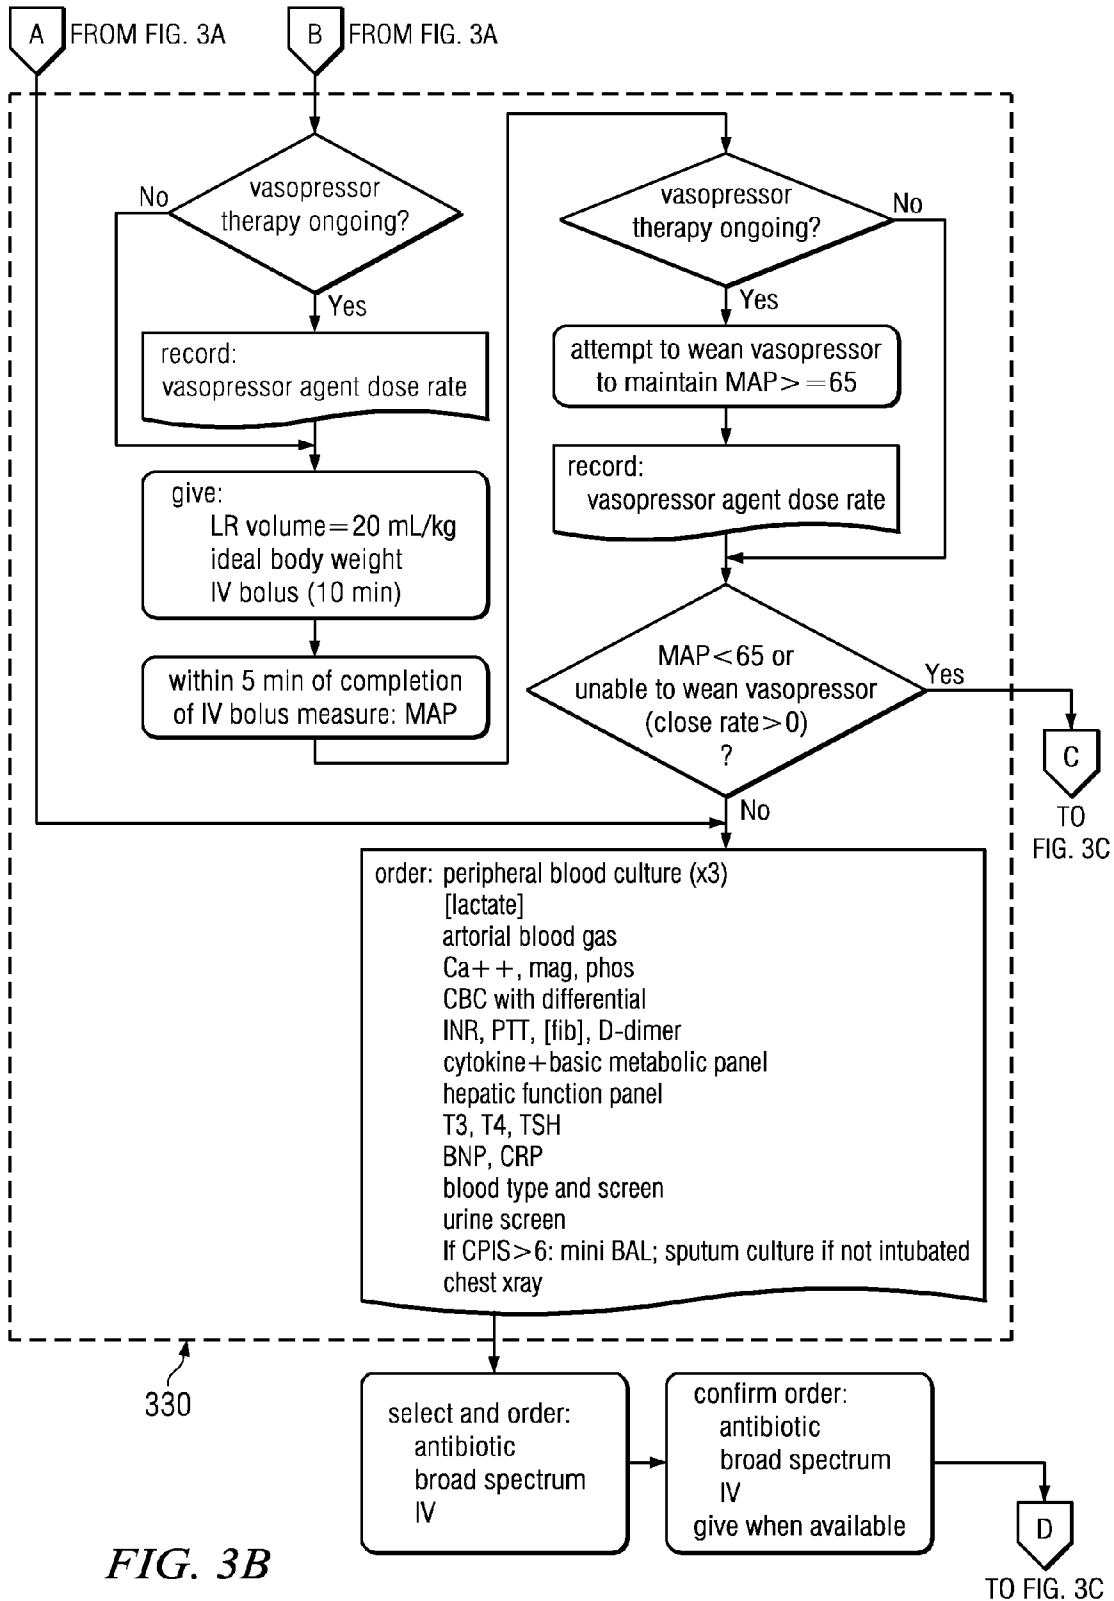 A FROM FIG. 3A
B FROM FIG. 3A
vasopressor
therapy ongoing?
No
Yes
record:
vasopressor agent dose rate
give:
LR volume=20 mL/kg
ideal body weight
IV bolus (10 min)
within 5 min of completion
of IV bolus measure: MAP
vasopressor
therapy ongoing?
No
Yes
attempt to wean vasopressor
to maintain MAP>=65
record:
vasopressor agent dose rate
MAP<65 or
unable to wean vasopressor
(close rate>0)
?
Yes
No
C
TO
FIG. 3C
order: peripheral blood culture (x3)
[lactate]
artorial blood gas
Ca++, mag, phos
CBC with differential
INR, PTT, [fib], D-dimer
cytokine+basic metabolic panel
hepatic function panel
T3, T4, TSH
BNP, CRP
blood type and screen
urine screen
If CPIS>6: mini BAL; sputum culture if not intubated
chest xray
330
select and order:
antibiotic
broad spectrum
IV
confirm order:
antibiotic
broad spectrum
IV
give when available
D
TO FIG. 3C
FIG. 3B